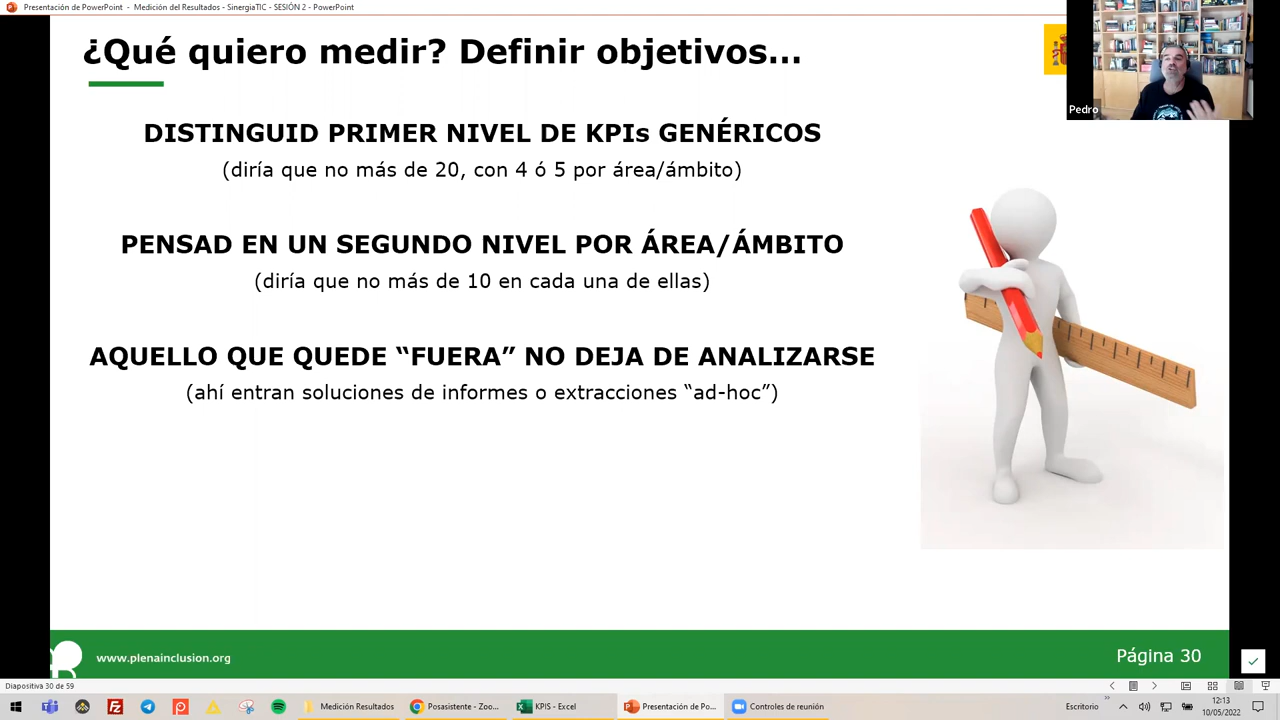 Presentación de PowerPoint - Medición del Resultados - SinergiaTIC - SESIÓN 2 - PowerPoint
¿Qué quiero medir? Definir objetivos...
Pedro
DISTINGUID PRIMER NIVEL DE KPIs GENÉRICOS
(diría que no más de 20, con 4 ó 5 por área/ámbito)
PENSAD EN UN SEGUNDO NIVEL POR ÁREA/ÁMBITO
(diría que no más de 10 en cada una de ellas)
AQUELLO QUE QUEDE “FUERA” NO DEJA DE ANALIZARSE
(ahí entran soluciones de informes o extracciones “ad-hoc”)
www.plenainclusion.org
Página 30
Diapositiva 30 de 59
Medición Resultados
Posasistente - Zoo...
KPIS - Excel
Presentación de Po...
Controles de reunión
Escritorio
12:13
10/05/2022